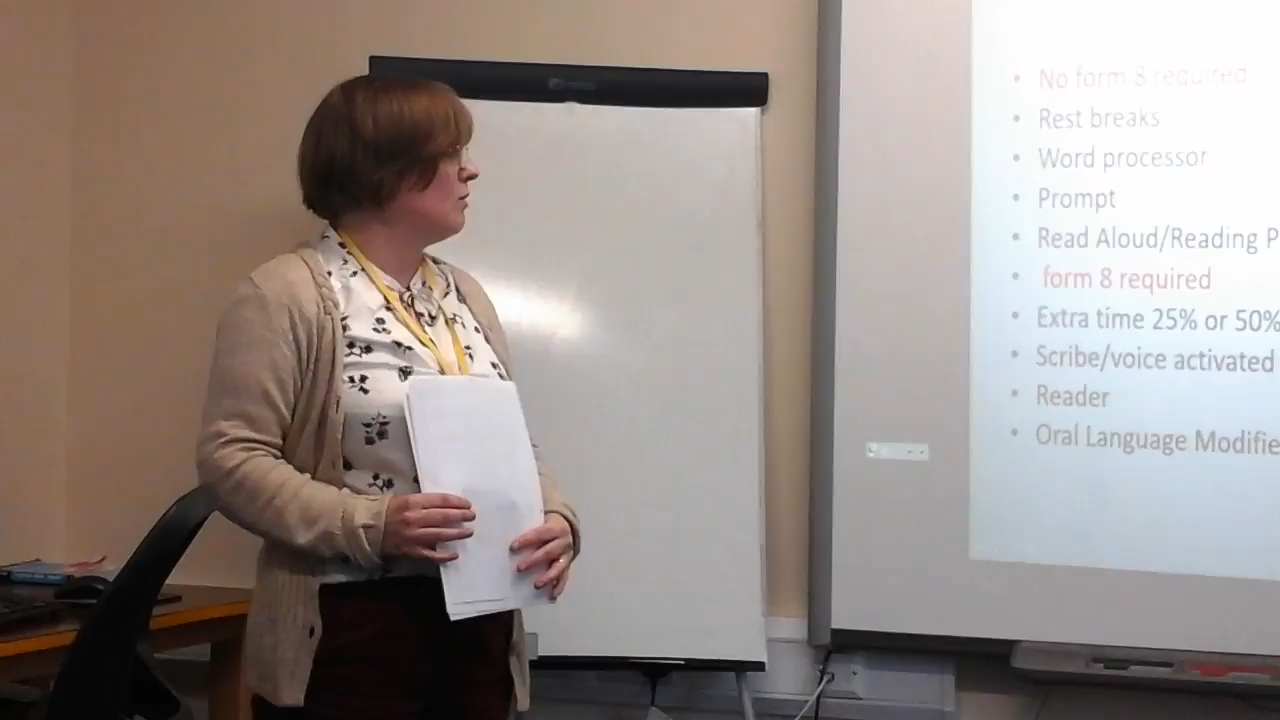 No form 8 required
Rest breaks
Word processor
Prompt
Read Aloud/Reading P
form 8 required
Extra time 25% or 50%
Scribe/voice activated
Reader
Oral Language Modifie